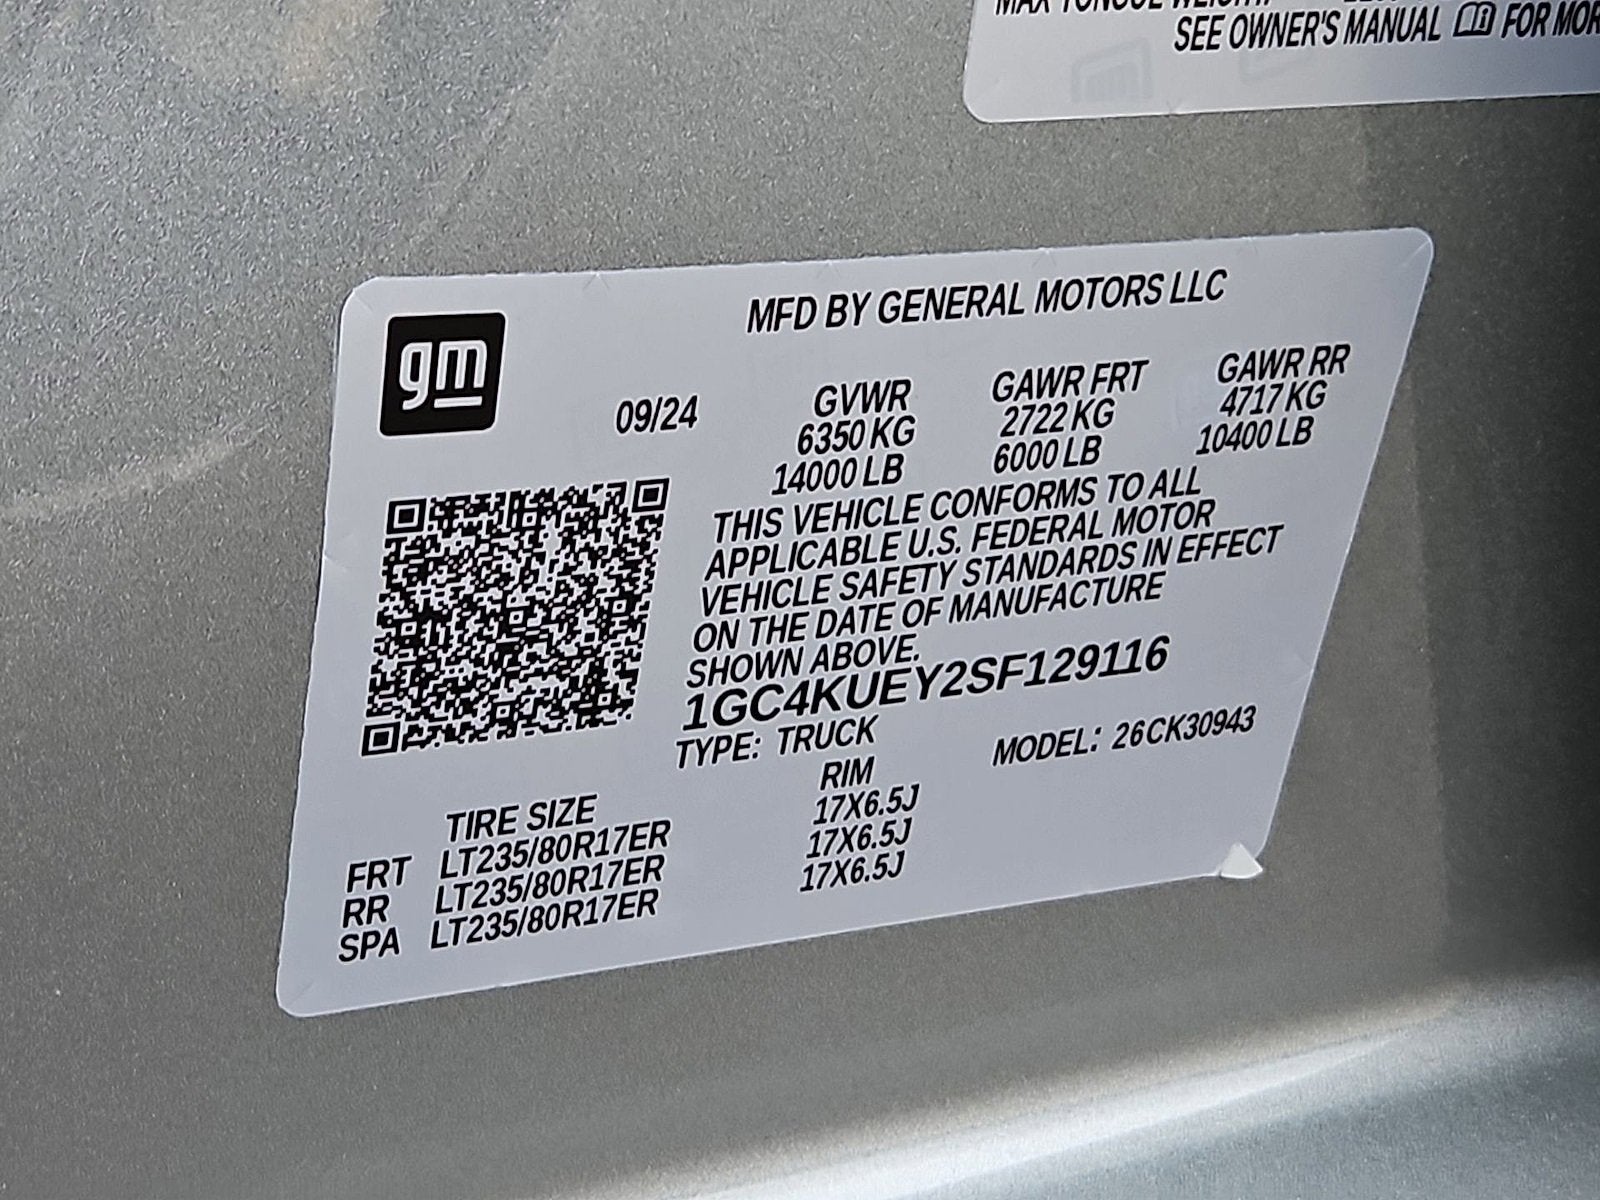 SEE OWNER'S MANUAL FOR MOR
gm
MFD BY GENERAL MOTORS LLC
09/24
GVWR GAWR FRT GAWR RR
6350 KG 2722 KG 4717 KG
14000 LB 6000 LB 10400 LB
THIS VEHICLE CONFORMS TO ALL
APPLICABLE U.S. FEDERAL MOTOR
VEHICLE SAFETY STANDARDS IN EFFECT
ON THE DATE OF MANUFACTURE
SHOWN ABOVE.
1GC4KUEY2SF129116
TYPE: TRUCK MODEL: 26CK30943
TIRE SIZE RIM
FRT LT235/80R17ER 17X6.5J
RR LT235/80R17ER 17X6.5J
SPA LT235/80R17ER 17X6.5J